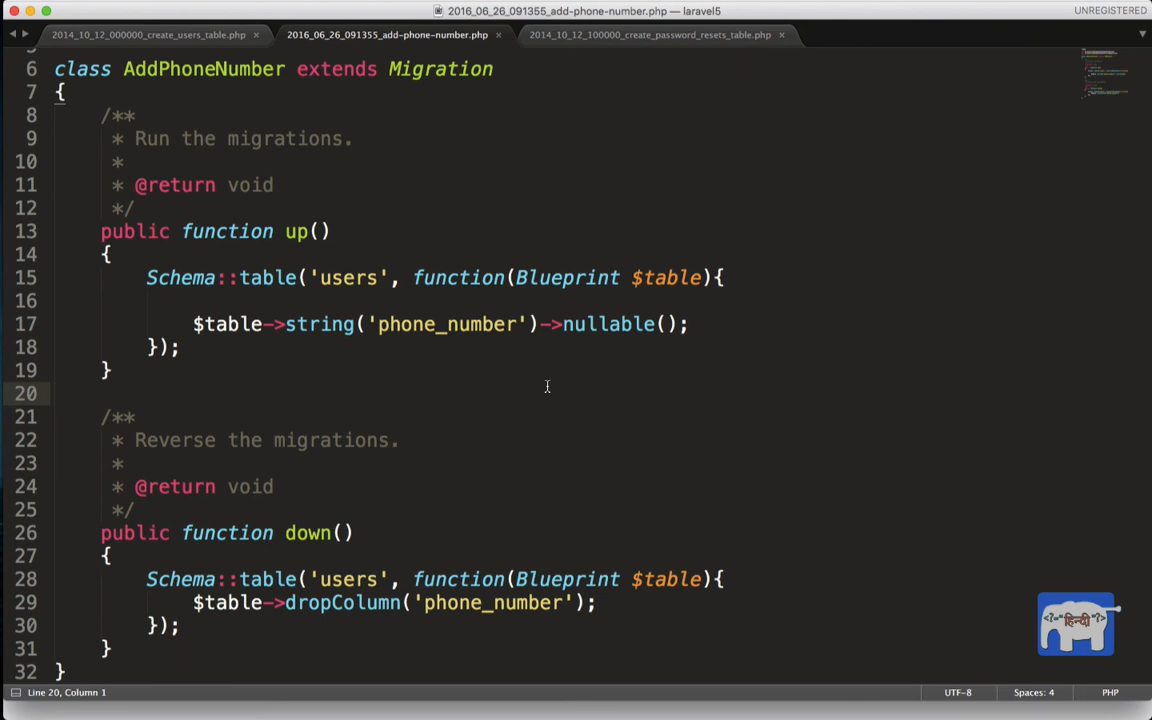 2016_06_26_091355_add-phone-number.php — laravel5
UNREGISTERED
2014_10_12_000000_create_users_table.php ×
2016_06_26_091355_add-phone-number.php ×
2014_10_12_100000_create_password_resets_table.php ×
6 class AddPhoneNumber extends Migration
7 {
8 /**
9 * Run the migrations.
10 *
11 * @return void
12 */
13 public function up()
14 {
15 Schema::table('users', function(Blueprint $table){
16
17 $table->string('phone_number')->nullable();
18 });
19 }
20
21 /**
22 * Reverse the migrations.
23 *
24 * @return void
25 */
26 public function down()
27 {
28 Schema::table('users', function(Blueprint $table){
29 $table->dropColumn('phone_number');
30 });
31 }
32 }
<?="हिन्दी"?>
Line 20, Column 1
UTF-8
Spaces: 4
PHP